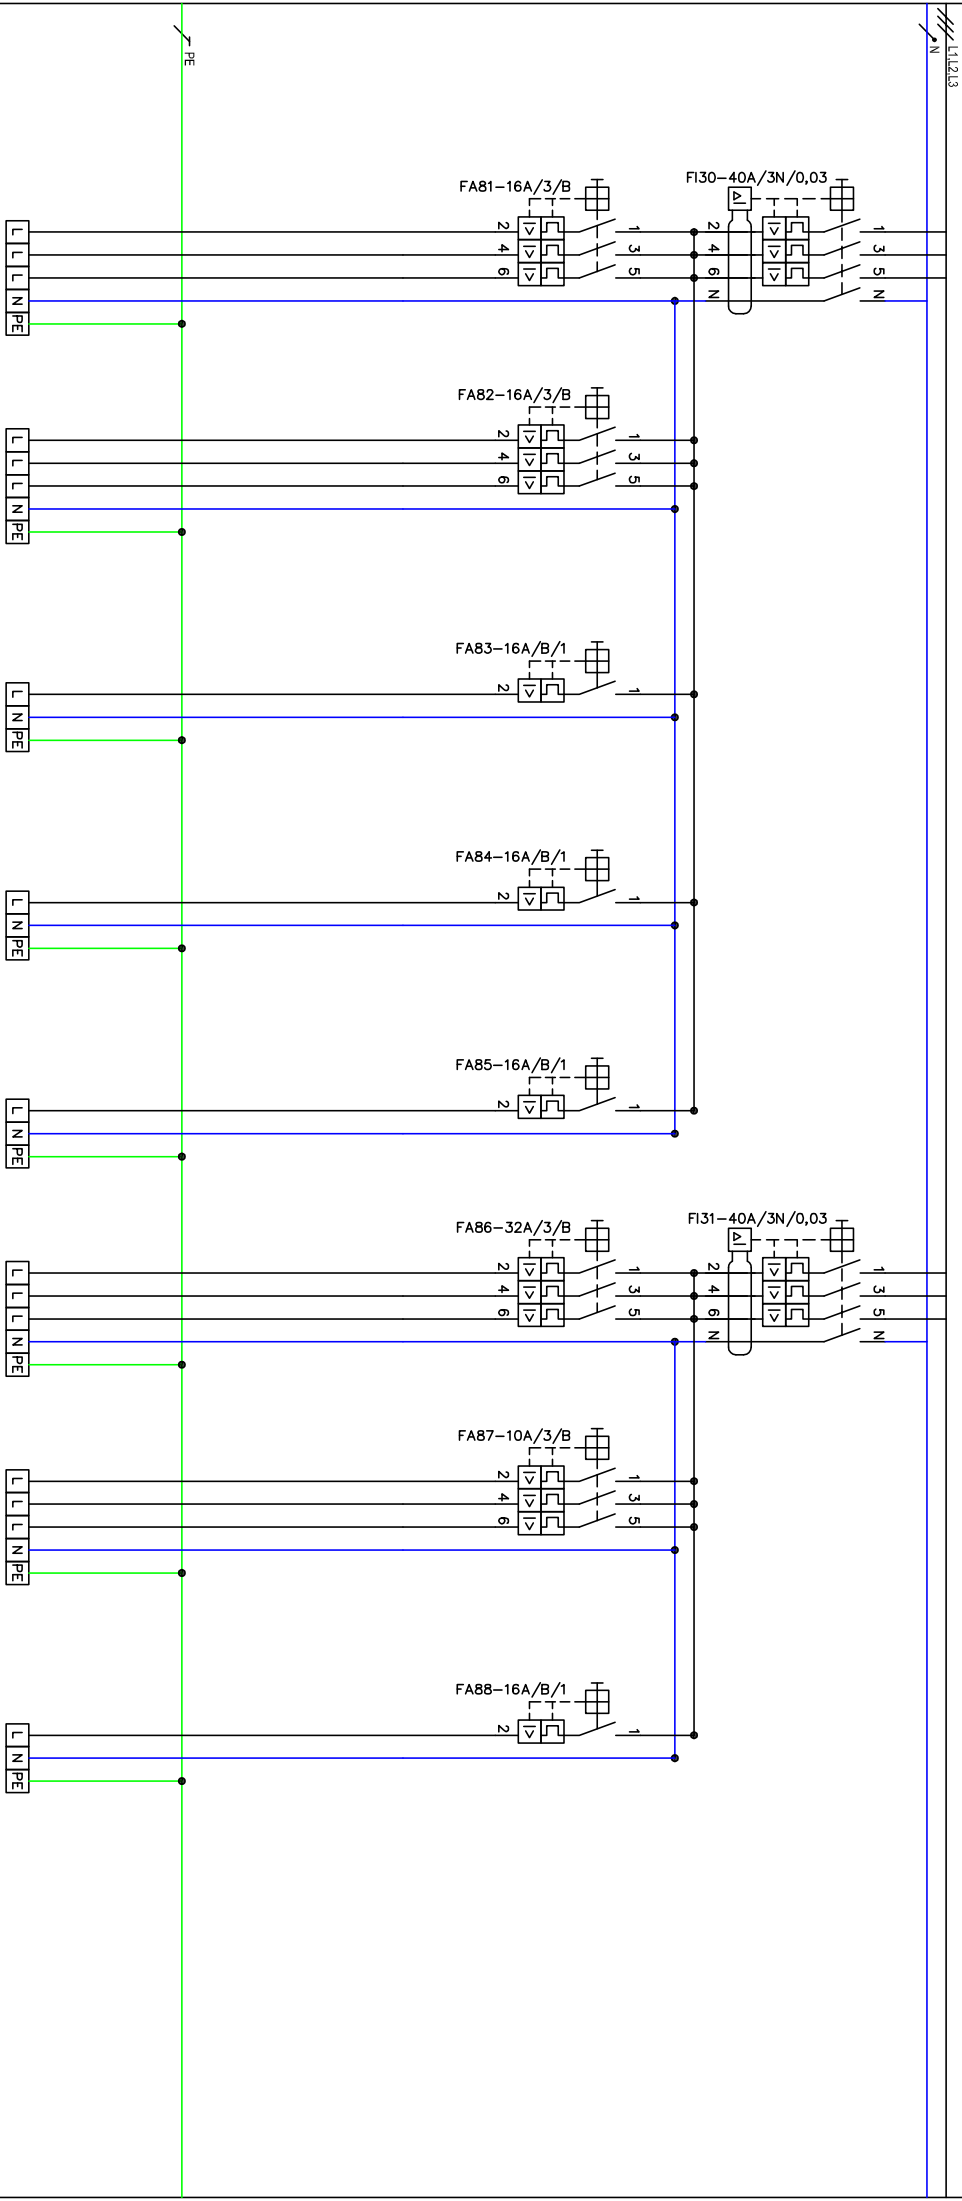 L1,L2,L3
N
PE
FI30-40A/3N/0,03
1
3
5
N
2
4
6
N
FA81-16A/3/B
1
3
5
2
4
6
L
L
L
N
PE
FA82-16A/3/B
1
3
5
2
4
6
L
L
L
N
PE
FA83-16A/B/1
1
2
L
N
PE
FA84-16A/B/1
1
2
L
N
PE
FA85-16A/B/1
1
2
L
N
PE
FI31-40A/3N/0,03
1
3
5
N
2
4
6
N
FA86-32A/3/B
1
3
5
2
4
6
L
L
L
N
PE
FA87-10A/3/B
1
3
5
2
4
6
L
L
L
N
PE
FA88-16A/B/1
1
2
L
N
PE